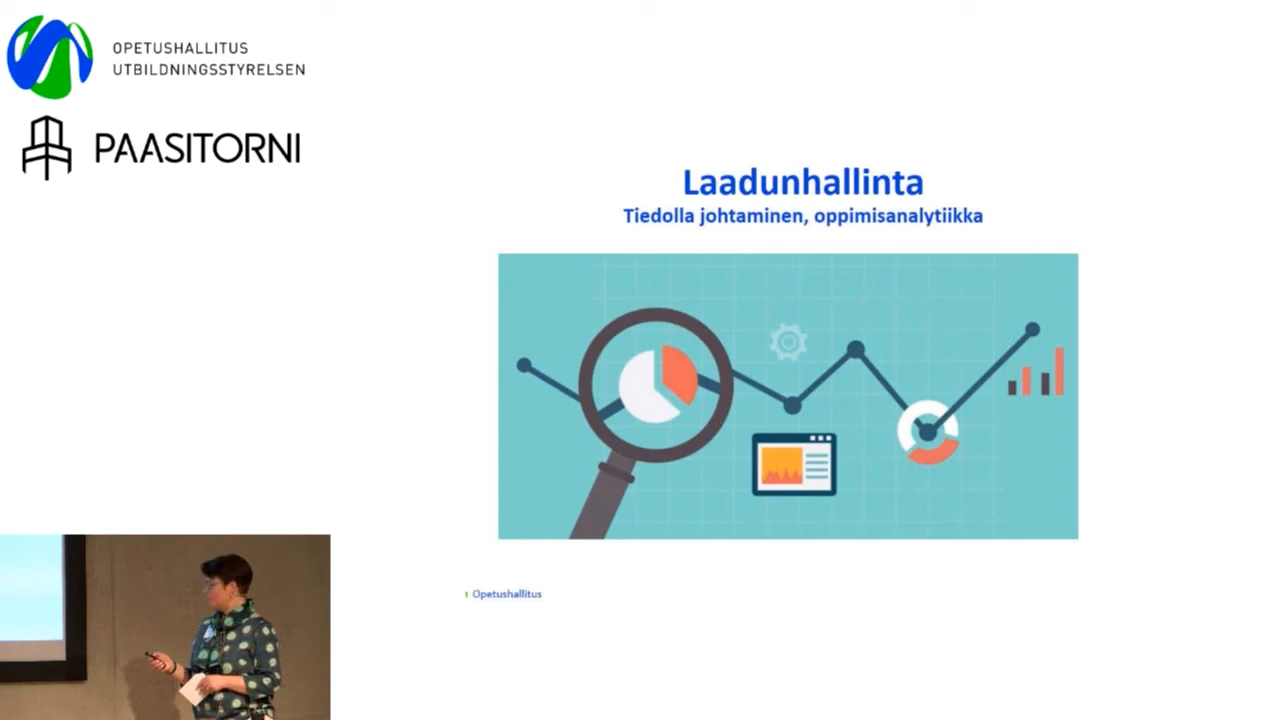 OPETUSHALLITUS
UTBILDNINGSSTYRELSEN
PAASITORNI
Laadunhallinta
Tiedolla johtaminen, oppimisanalytiikka
Opetushallitus